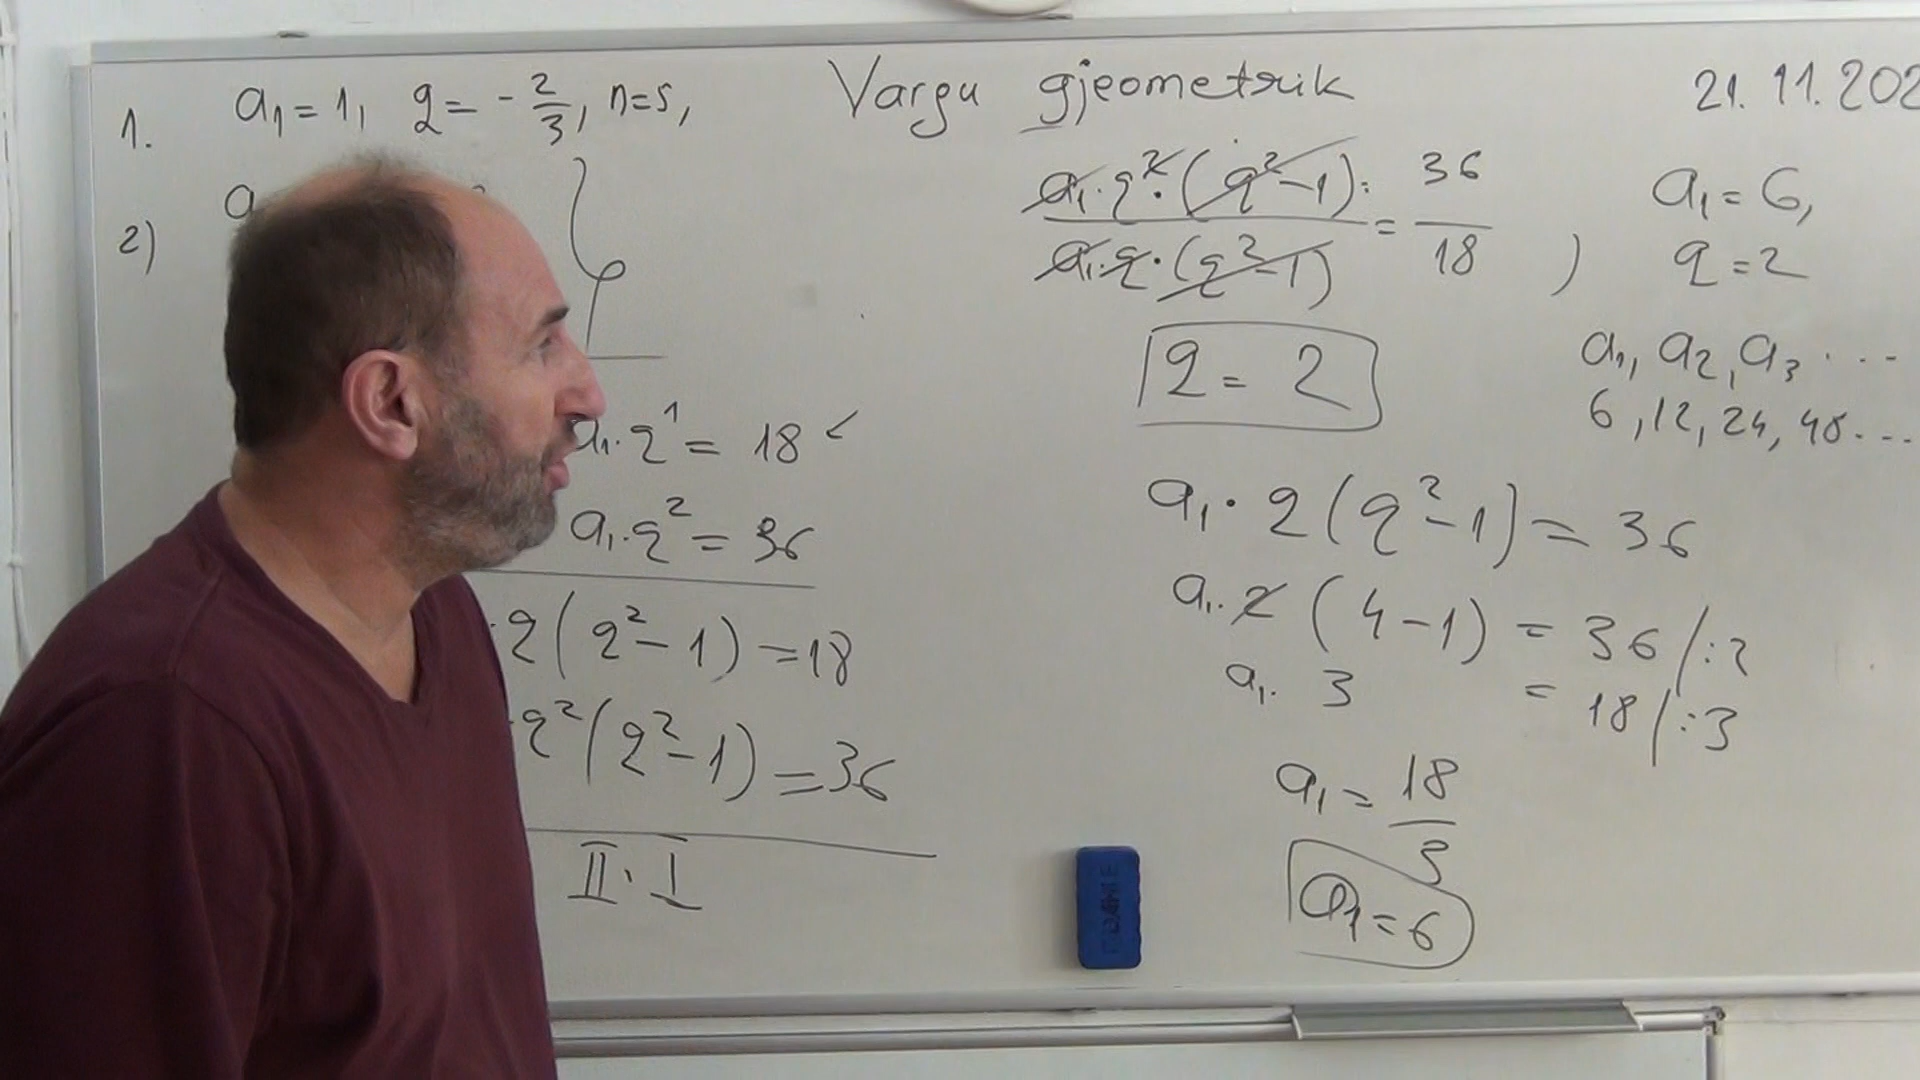 Vargu gjeometrik
21. 11. 202
1. a₁ = 1, q = - 2/3, n=5,
a
2)
a₁·q¹ = 18
a₁·q² = 36
·q(q²-1) = 18
·q²(q²-1) = 36
II · I
a₁·q²·(q²-1) : / a₁·q·(q²-1) = 36/18
q = 2
a₁·q(q²-1) = 36
a₁·2(4-1) = 36/:2
a₁·3 = 18/:3
a₁ = 18/3
a₁ = 6
) a₁ = 6,
q = 2
a₁, a₂, a₃ ...
6, 12, 24, 48...